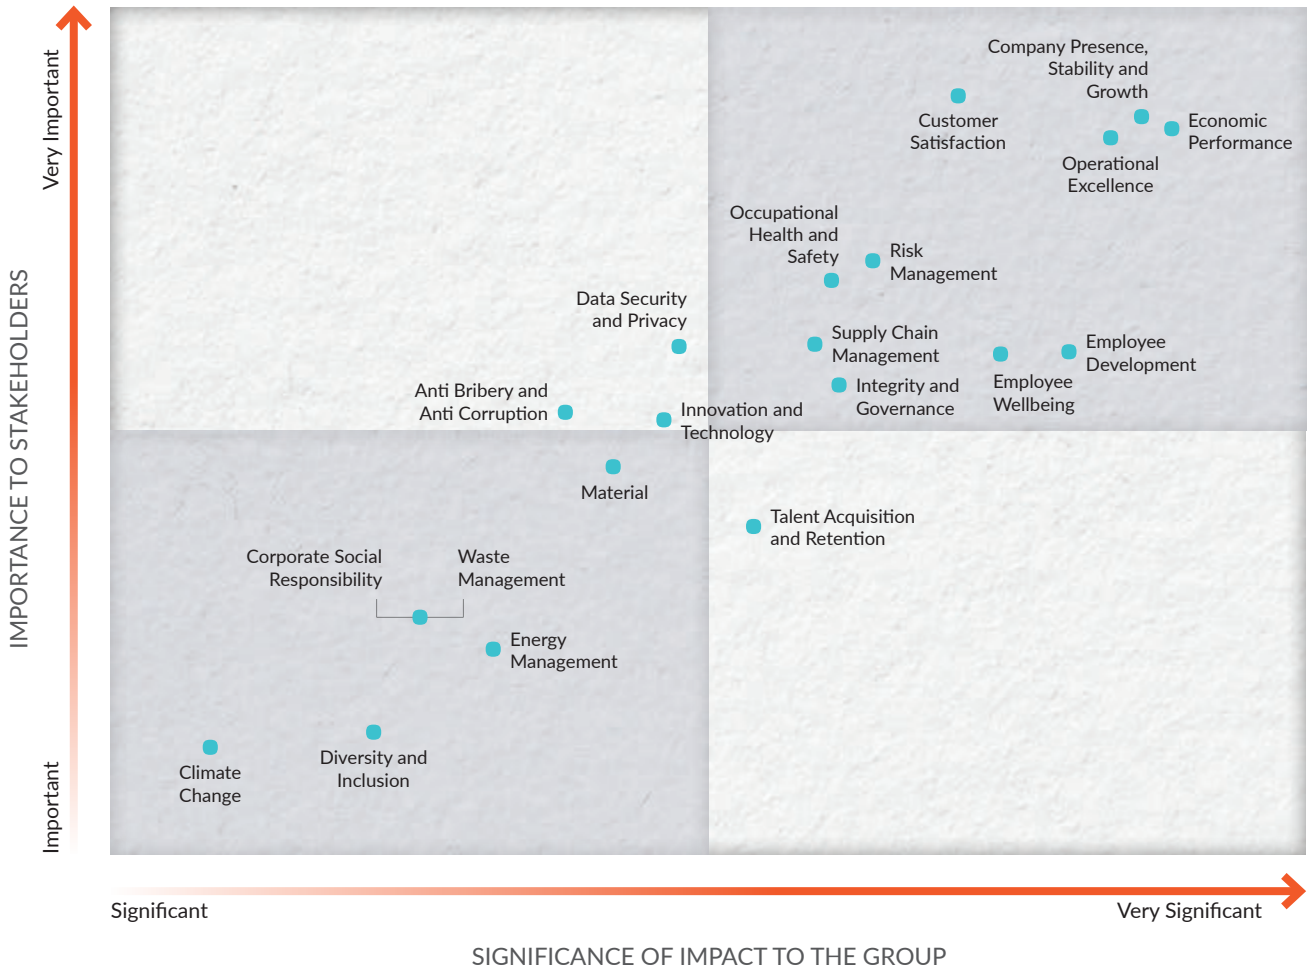 Very Important
IMPORTANCE TO STAKEHOLDERS
Important
Company Presence,
Stability and
Growth
Customer
Satisfaction
Economic
Performance
Operational
Excellence
Occupational
Health and
Safety
Risk
Management
Data Security
and Privacy
Supply Chain
Management
Employee
Development
Employee
Wellbeing
Integrity and
Governance
Anti Bribery and
Anti Corruption
Innovation and
Technology
Material
Talent Acquisition
and Retention
Corporate Social
Responsibility
Waste
Management
Energy
Management
Diversity and
Inclusion
Climate
Change
Significant
Very Significant
SIGNIFICANCE OF IMPACT TO THE GROUP